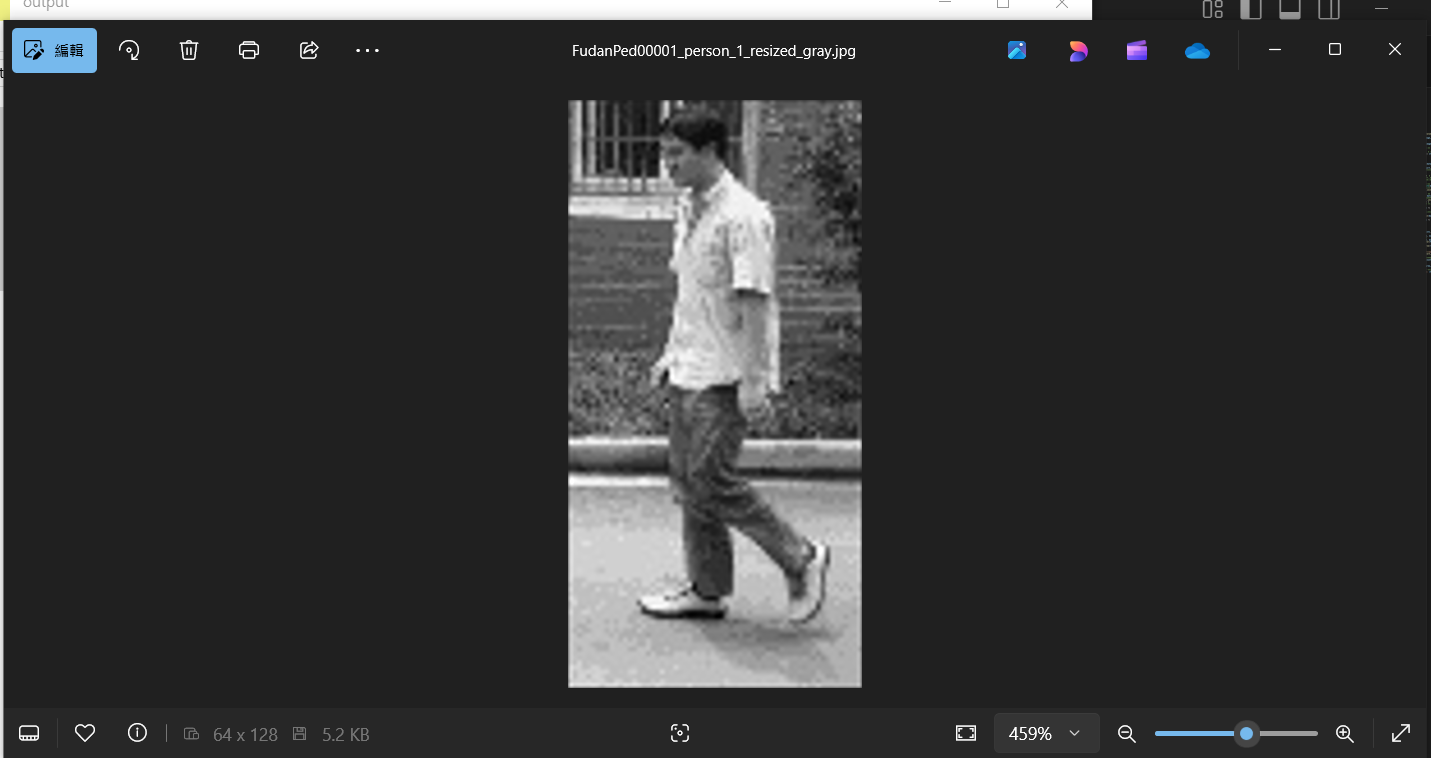 output
編輯
FudanPed00001_person_1_resized_gray.jpg
64 x 128
5.2 KB
459%